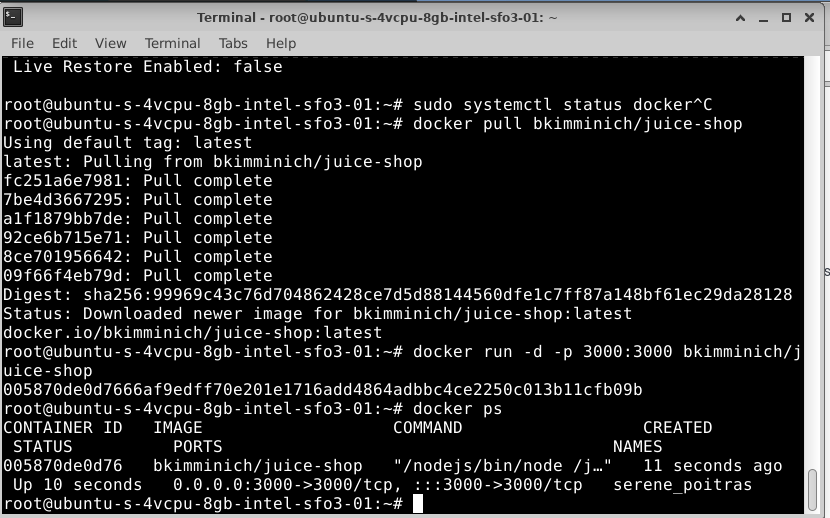 Terminal - root@ubuntu-s-4vcpu-8gb-intel-sfo3-01: ~
File Edit View Terminal Tabs Help
Live Restore Enabled: false
root@ubuntu-s-4vcpu-8gb-intel-sfo3-01:~# sudo systemctl status docker^C
root@ubuntu-s-4vcpu-8gb-intel-sfo3-01:~# docker pull bkimminich/juice-shop
Using default tag: latest
latest: Pulling from bkimminich/juice-shop
fc251a6e7981: Pull complete
7be4d3667295: Pull complete
a1f1879bb7de: Pull complete
92ce6b715e71: Pull complete
8ce701956642: Pull complete
09f66f4eb79d: Pull complete
Digest: sha256:99969c43c76d704862428ce7d5d88144560dfe1c7ff87a148bf61ec29da28128
Status: Downloaded newer image for bkimminich/juice-shop:latest
docker.io/bkimminich/juice-shop:latest
root@ubuntu-s-4vcpu-8gb-intel-sfo3-01:~# docker run -d -p 3000:3000 bkimminich/j
uice-shop
005870de0d7666af9edff70e201e1716add4864adbbc4ce2250c013b11cfb09b
root@ubuntu-s-4vcpu-8gb-intel-sfo3-01:~# docker ps
CONTAINER ID   IMAGE                   COMMAND                  CREATED
 STATUS          PORTS                                       NAMES
005870de0d76   bkimminich/juice-shop   "/nodejs/bin/node /j…"   11 seconds ago
 Up 10 seconds   0.0.0.0:3000->3000/tcp, :::3000->3000/tcp   serene_poitras
root@ubuntu-s-4vcpu-8gb-intel-sfo3-01:~#